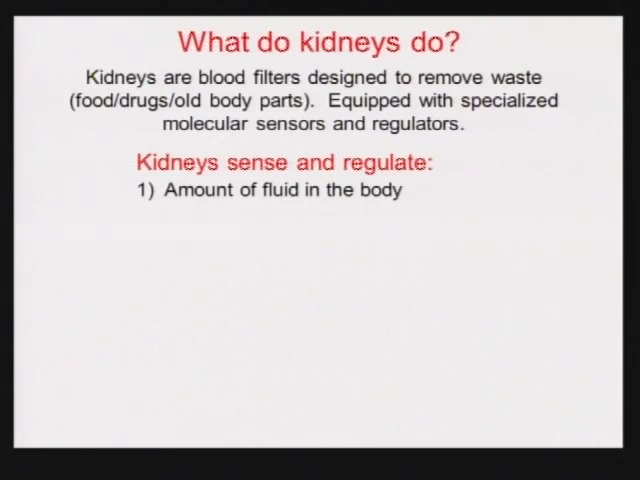 What do kidneys do?
Kidneys are blood filters designed to remove waste
(food/drugs/old body parts).  Equipped with specialized
molecular sensors and regulators.
Kidneys sense and regulate:
1)  Amount of fluid in the body